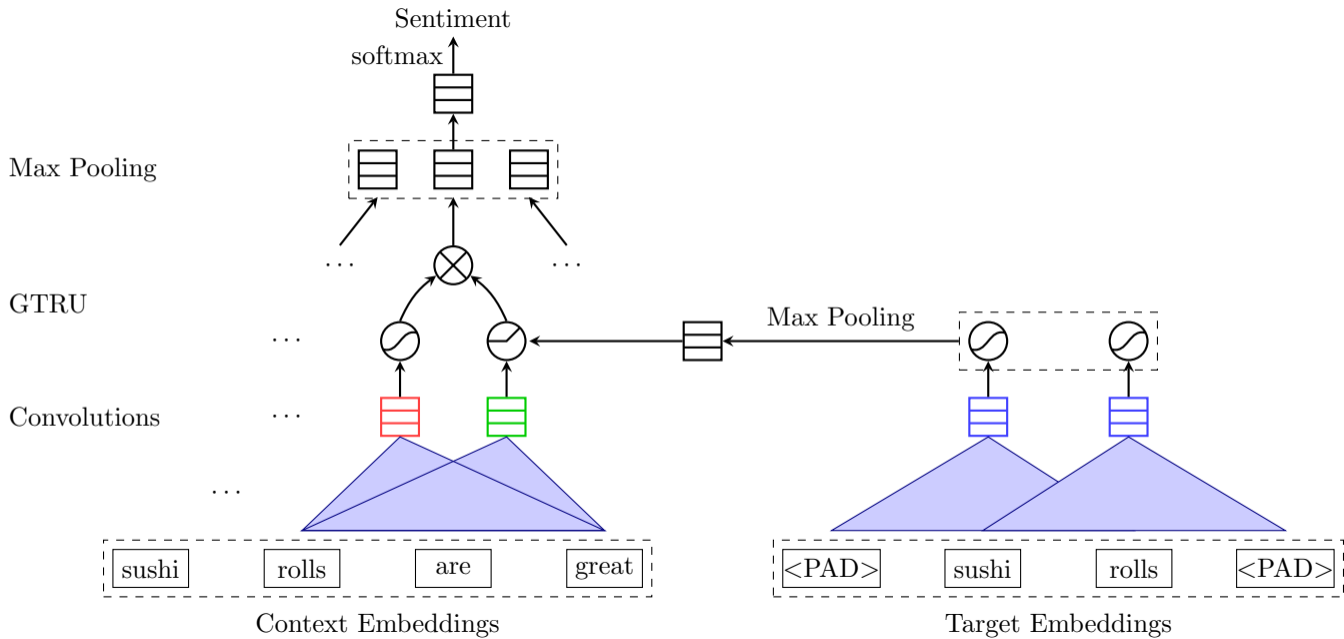 Sentiment
softmax
Max Pooling
· · ·
· · ·
GTRU
Max Pooling
· · ·
Convolutions
· · ·
· · ·
sushi
rolls
are
great
<PAD>
sushi
rolls
<PAD>
Context Embeddings
Target Embeddings